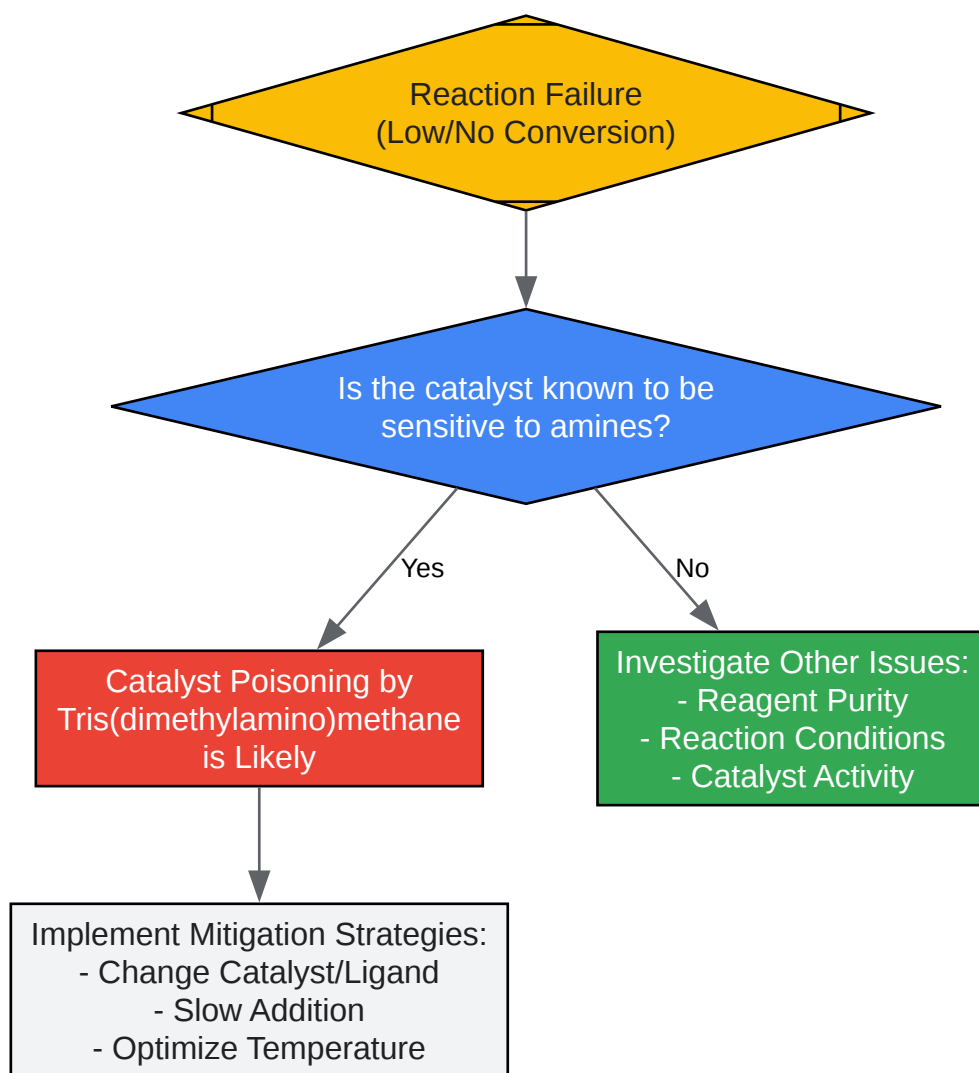 Reaction Failure
(Low/No Conversion)
Is the catalyst known to be
sensitive to amines?
Yes
No
Catalyst Poisoning by
Tris(dimethylamino)methane
is Likely
Investigate Other Issues:
- Reagent Purity
- Reaction Conditions
- Catalyst Activity
Implement Mitigation Strategies:
- Change Catalyst/Ligand
- Slow Addition
- Optimize Temperature